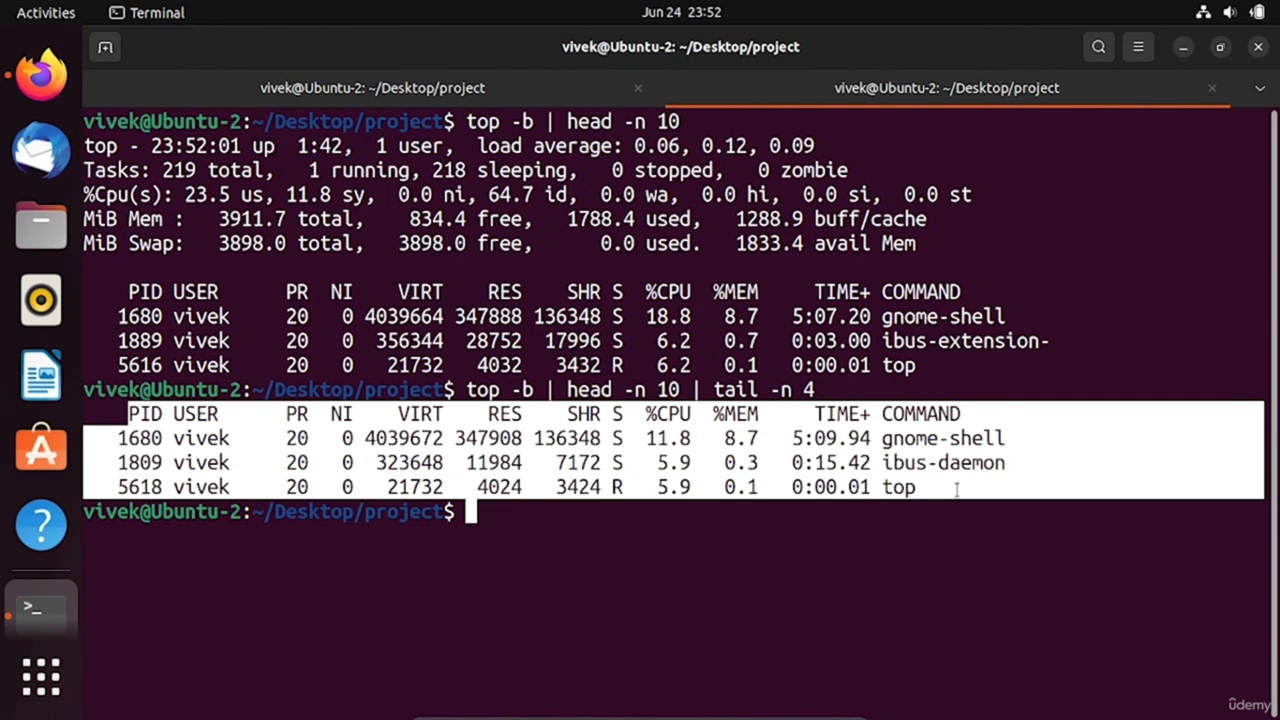 Activities Terminal Jun 24 23:52
vivek@Ubuntu-2: ~/Desktop/project
vivek@Ubuntu-2: ~/Desktop/project vivek@Ubuntu-2: ~/Desktop/project
vivek@Ubuntu-2:~/Desktop/project$ top -b | head -n 10
top - 23:52:01 up  1:42,  1 user,  load average: 0.06, 0.12, 0.09
Tasks: 219 total,   1 running, 218 sleeping,   0 stopped,   0 zombie
%Cpu(s): 23.5 us, 11.8 sy,  0.0 ni, 64.7 id,  0.0 wa,  0.0 hi,  0.0 si,  0.0 st
MiB Mem :   3911.7 total,    834.4 free,   1788.4 used,   1288.9 buff/cache
MiB Swap:   3898.0 total,   3898.0 free,      0.0 used.   1833.4 avail Mem
PID USER      PR  NI    VIRT    RES    SHR S  %CPU  %MEM     TIME+ COMMAND
1680 vivek     20   0 4039664 347888 136348 S  18.8   8.7   5:07.20 gnome-shell
1889 vivek     20   0  356344  28752  17996 S   6.2   0.7   0:03.00 ibus-extension-
5616 vivek     20   0   21732   4032   3432 R   6.2   0.1   0:00.01 top
vivek@Ubuntu-2:~/Desktop/project$ top -b | head -n 10 | tail -n 4
PID USER      PR  NI    VIRT    RES    SHR S  %CPU  %MEM     TIME+ COMMAND
1680 vivek     20   0 4039672 347908 136348 S  11.8   8.7   5:09.94 gnome-shell
1809 vivek     20   0  323648  11984   7172 S   5.9   0.3   0:15.42 ibus-daemon
5618 vivek     20   0   21732   4024   3424 R   5.9   0.1   0:00.01 top
vivek@Ubuntu-2:~/Desktop/project$
ûdemy